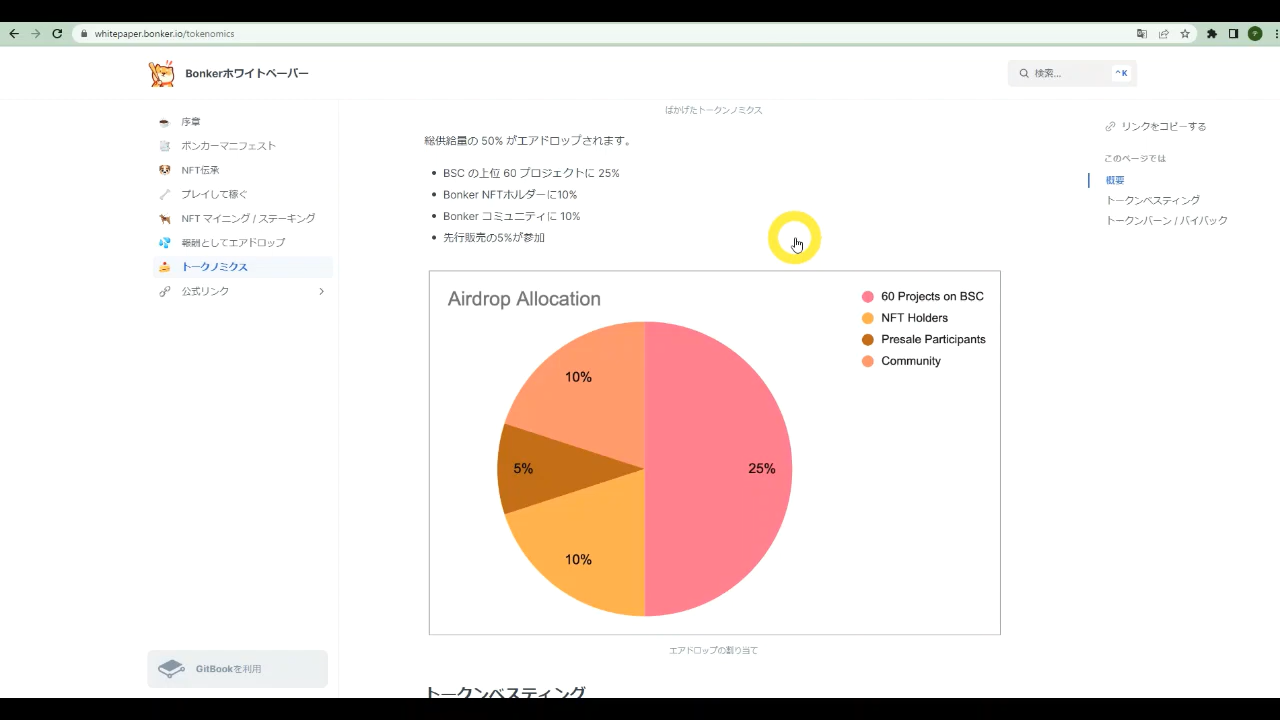 whitepaper.bonker.io/tokenomics
Bonkerホワイトペーパー
検索...
^K
序章
ボンカーマニフェスト
NFT伝承
プレイして稼ぐ
NFT マイニング / ステーキング
報酬としてエアドロップ
トークノミクス
公式リンク
GitBookを利用
ばかげたトークンノミクス
総供給量の 50% がエアドロップされます。
• BSC の上位 60 プロジェクトに 25%
• Bonker NFTホルダーに10%
• Bonker コミュニティに 10%
• 先行販売の5%が参加
Airdrop Allocation
60 Projects on BSC
NFT Holders
Presale Participants
Community
10%
5%
25%
10%
エアドロップの割り当て
トークンベスティング
リンクをコピーする
このページでは
概要
トークンベスティング
トークンバーン / バイバック